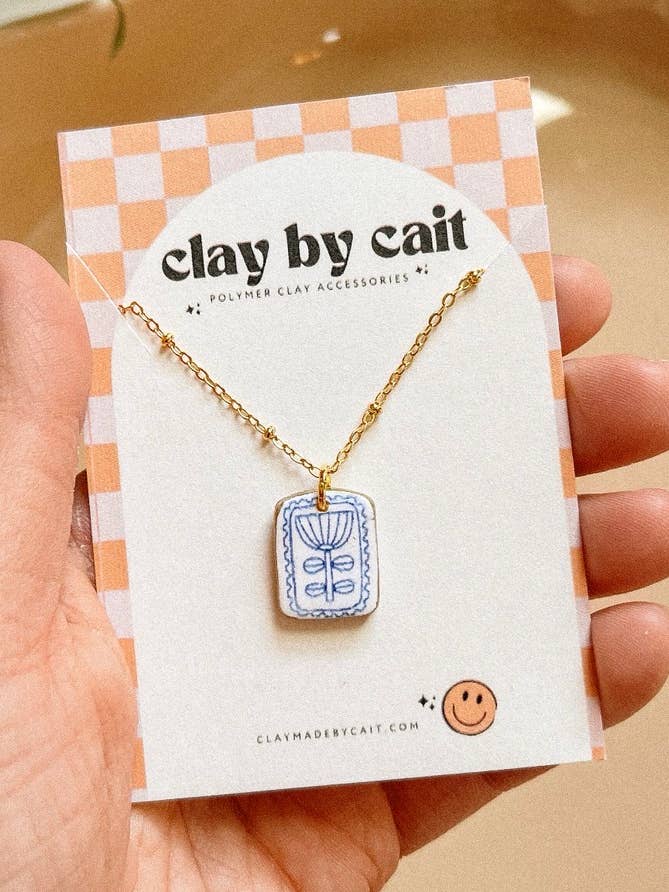 clay by cait
POLYMER CLAY ACCESSORIES
CLAYMADEBYCAIT.COM